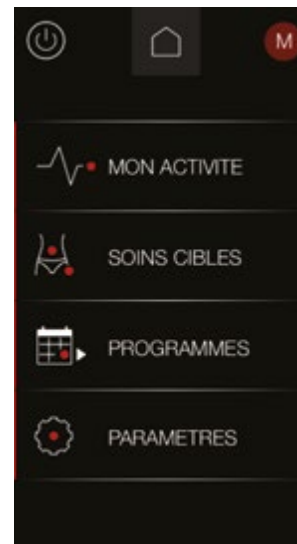 M
MON ACTIVITE
SOINS CIBLES
PROGRAMMES
PARAMETRES